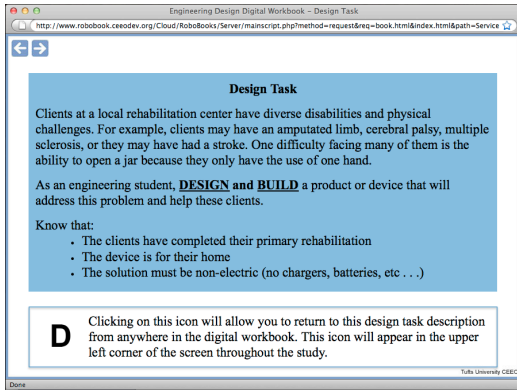 Engineering Design Digital Workbook – Design Task
http://www.robobook.ceeodev.org/Cloud/RoboBooks/Server/mainscript.php?method=request&req=book.html&index.html&path=Service
Design Task
Clients at a local rehabilitation center have diverse disabilities and physical
challenges. For example, clients may have an amputated limb, cerebral palsy, multiple
sclerosis, or they may have had a stroke. One difficulty facing many of them is the
ability to open a jar because they only have the use of one hand.
As an engineering student, DESIGN and BUILD a product or device that will
address this problem and help these clients.
Know that:
• The clients have completed their primary rehabilitation
• The device is for their home
• The solution must be non-electric (no chargers, batteries, etc . . .)
D
Clicking on this icon will allow you to return to this design task description
from anywhere in the digital workbook. This icon will appear in the upper
left corner of the screen throughout the study.
Tufts University CEEO
Done